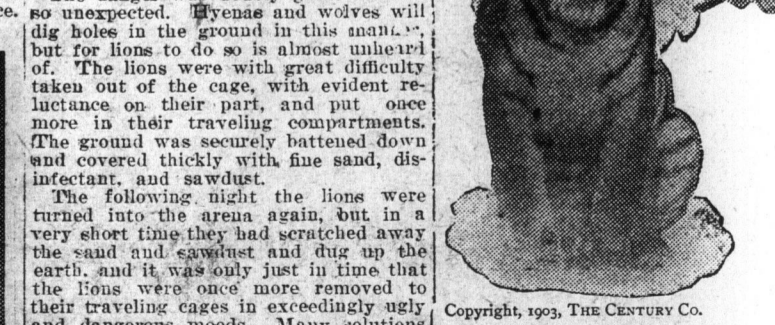 so unexpected. Hyenas and wolves will
dig holes in the ground in this
but for lions to do so is almost unheard
of. The lions were with great difficulty
taken out of the cage, with evident re-
luctance on their part, and put once
more in their traveling compartments.
The ground was securely battened down
and covered thickly with fine sand, dis-
infectant, and sawdust.
The following night the lions were
turned into the arena again, but in a
very short time they had scratched away
the sand and sawdust and dug up the
earth, and it was only just in time that
the lions were once more removed to
their traveling cages in exceedingly ugly
and dangerous moods. Many solutions
Copyright, 1903, THE CENTURY CO.